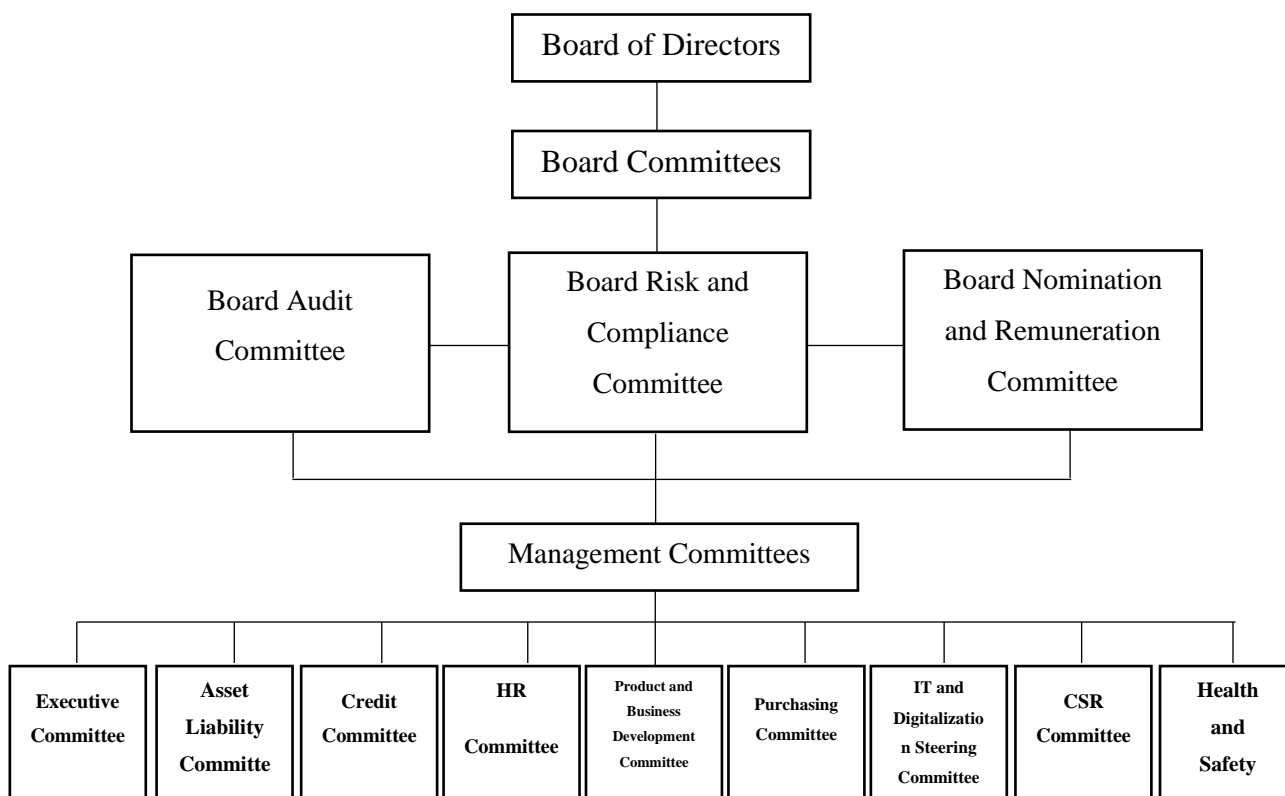 Board of Directors
Board Committees
Board Audit
Committee
Board Risk and
Compliance
Committee
Board Nomination
and Remuneration
Committee
Management Committees
Executive
Committee
Asset
Liability
Committe
Credit
Committee
HR
Committee
Product and
Business
Development
Committee
Purchasing
Committee
IT and
Digitalizatio
n Steering
Committee
CSR
Committee
Health
and
Safety